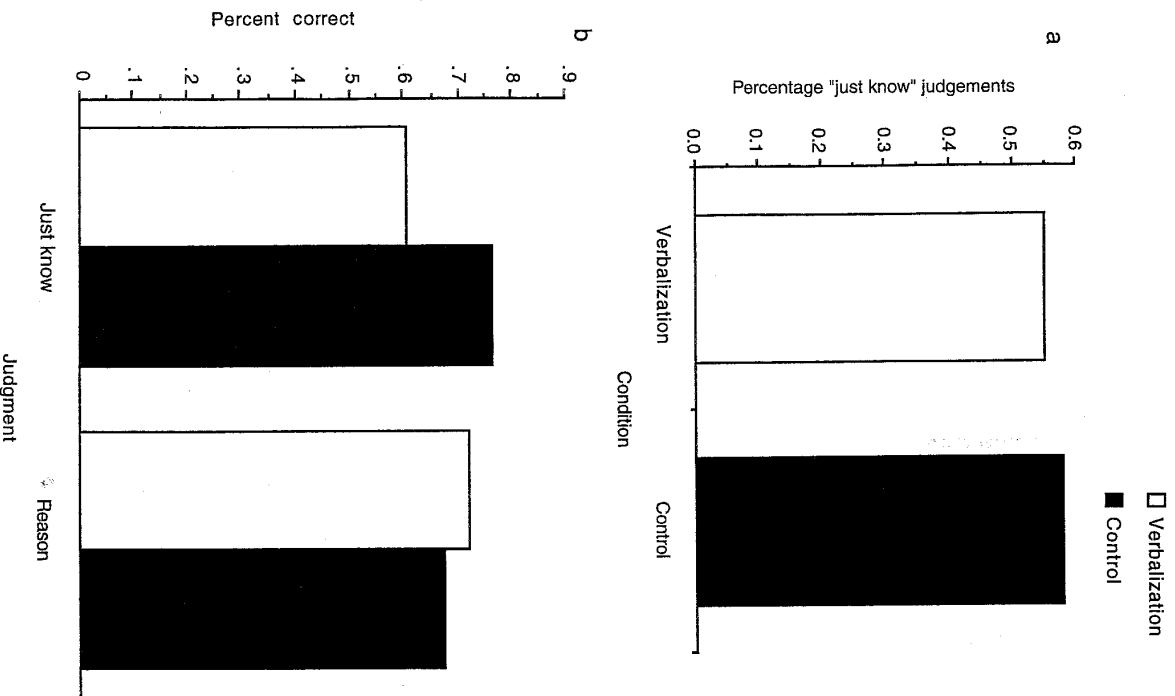 a
Percentage "just know" judgements
0.6
0.5
0.4
0.3
0.2
0.1
0.0
Verbalization
Control
Condition
Verbalization
Control
b
Percent correct
.9
.8
.7
.6
.5
.4
.3
.2
.1
0
Just know
Reason
Judgment